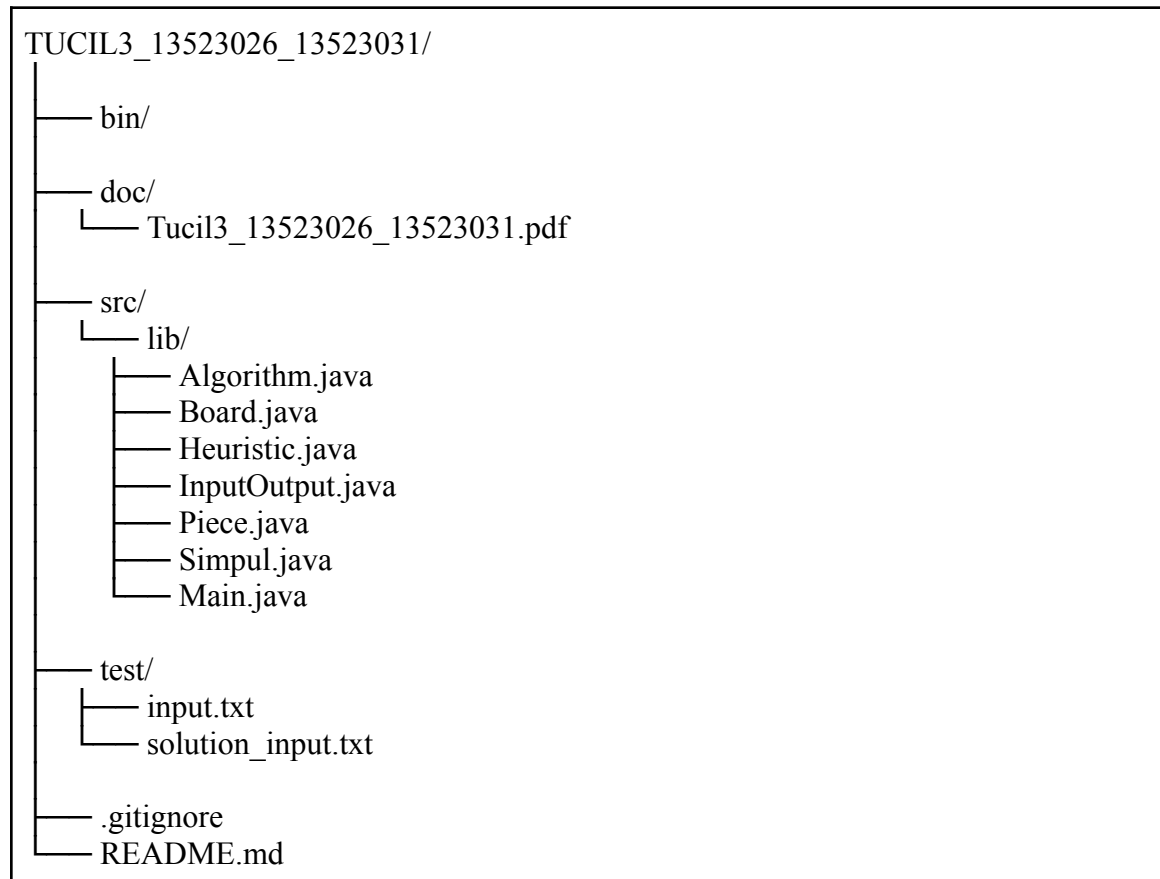 TUCIL3_13523026_13523031/
bin/
doc/
Tucil3_13523026_13523031.pdf
src/
lib/
Algorithm.java
Board.java
Heuristic.java
InputOutput.java
Piece.java
Simpul.java
Main.java
test/
input.txt
solution_input.txt
.gitignore
README.md